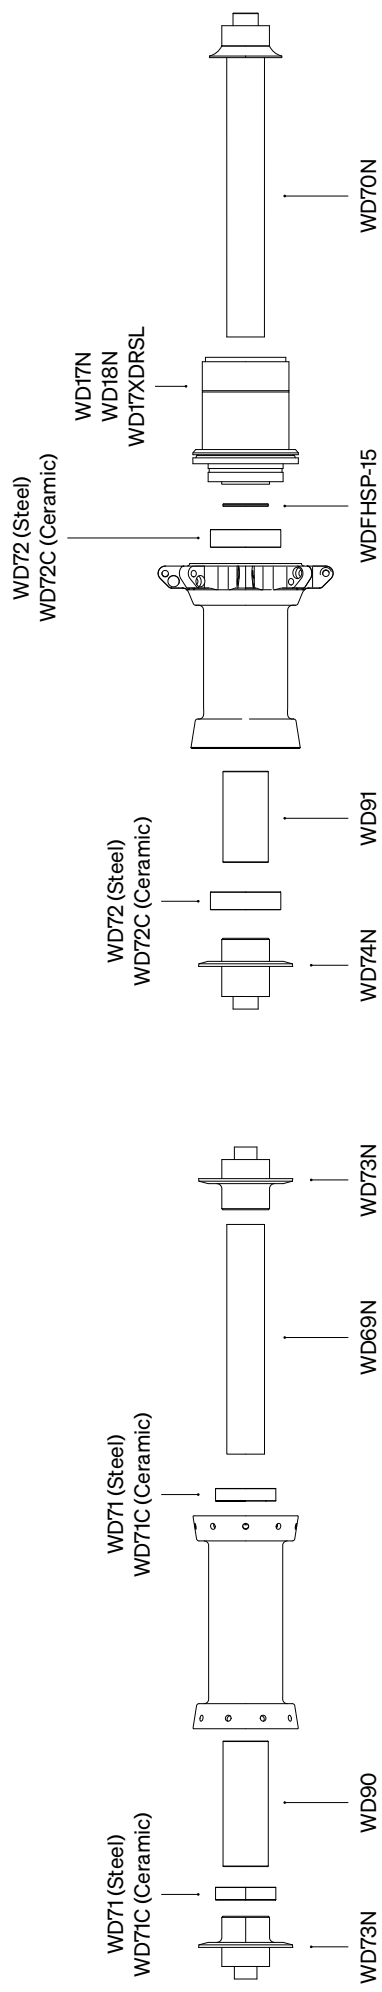 WD71 (Steel)
WD71C (Ceramic)
WD71 (Steel)
WD71C (Ceramic)
WD72 (Steel)
WD72C (Ceramic)
WD72 (Steel)
WD72C (Ceramic)
WD17N
WD18N
WD17XDRSL
WD73N
WD90
WD69N
WD73N
WD74N
WD91
WDFHSP-15
WD70N